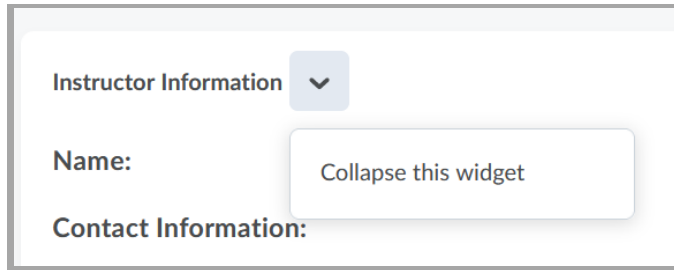 Instructor Information
Name:
Collapse this widget
Contact Information: